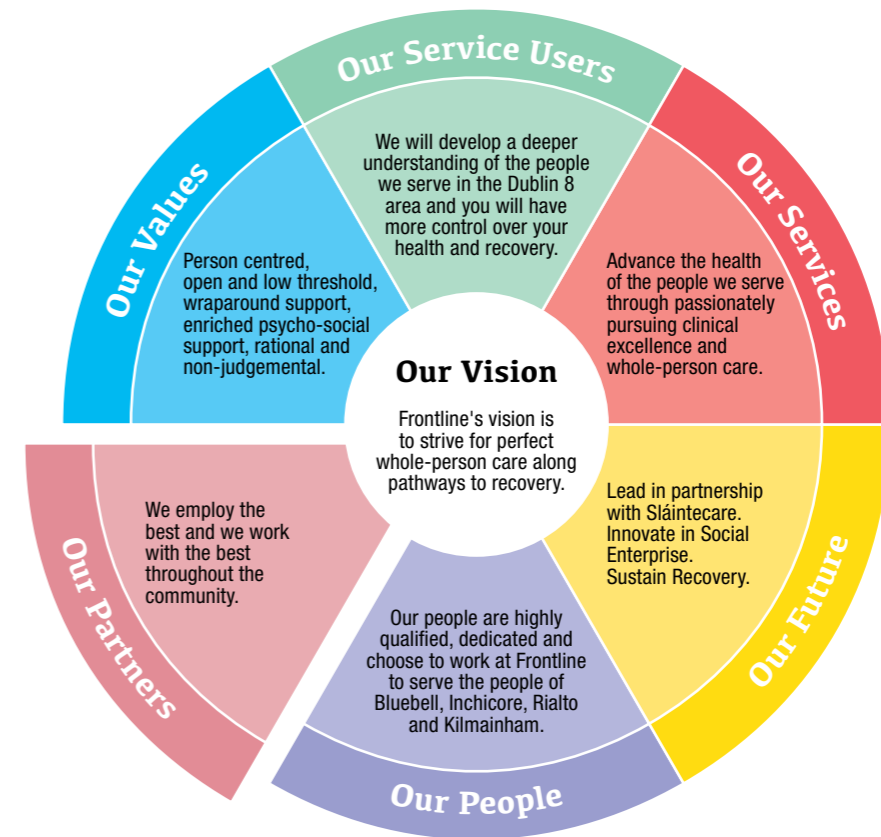 Our Service Users
We will develop a deeper
understanding of the people
we serve in the Dublin 8
area and you will have
more control over your
health and recovery.
Our Services
Advance the health
of the people we serve
through passionately
pursuing clinical
excellence and
whole-person care.
Our Future
Lead in partnership
with Sláintecare.
Innovate in Social
Enterprise.
Sustain Recovery.
Our People
Our people are highly
qualified, dedicated and
choose to work at Frontline
to serve the people of
Bluebell, Inchicore, Rialto
and Kilmainham.
Our Partners
We employ the
best and we work
with the best
throughout the
community.
Our Values
Person centred,
open and low threshold,
wraparound support,
enriched psycho-social
support, rational and
non-judgemental.
Our Vision
Frontline's vision is
to strive for perfect
whole-person care along
pathways to recovery.